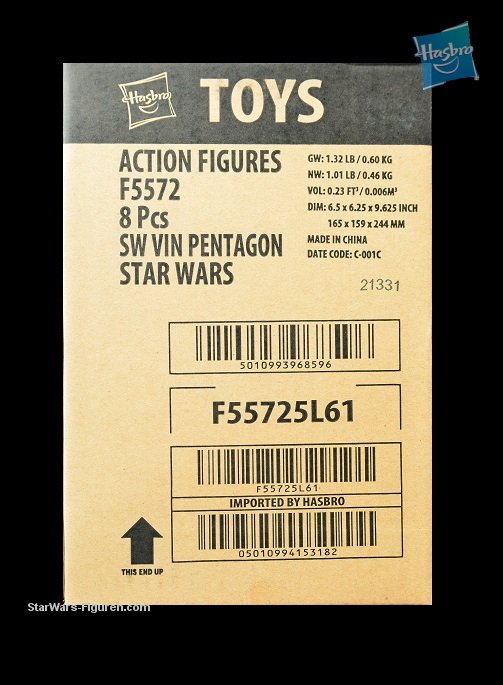 Hasbro
Hasbro
TOYS
ACTION FIGURES
F5572
8 Pcs
SW VIN PENTAGON
STAR WARS
GW: 1.32 LB / 0.60 KG
NW: 1.01 LB / 0.46 KG
VOL: 0.23 FT³ / 0.006M³
DIM: 6.5 x 6.25 x 9.625 INCH
165 x 159 x 244 MM
MADE IN CHINA
DATE CODE: C-001C
21331
5010993968596
F55725L61
F55725L61
IMPORTED BY HASBRO
05010994153182
THIS END UP
StarWars-Figuren.com